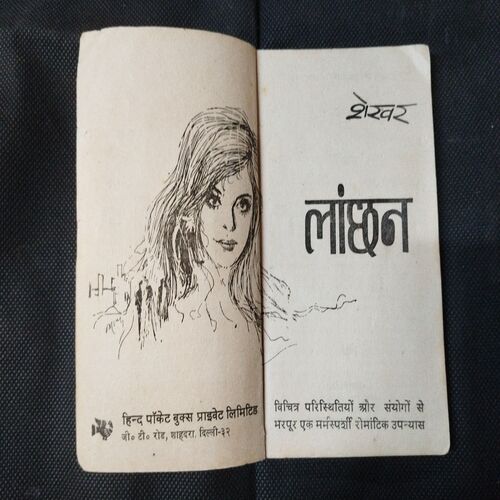 हिन्द पॉकेट बुक्स प्राइवेट लिमिटिड
जी० टी० रोड, शाहदरा, दिल्ली-३२
शेखर
लांछन
विचित्र परिस्थितियों और संयोगों से
भरपूर एक मर्मस्पर्शी रोमांटिक उपन्यास